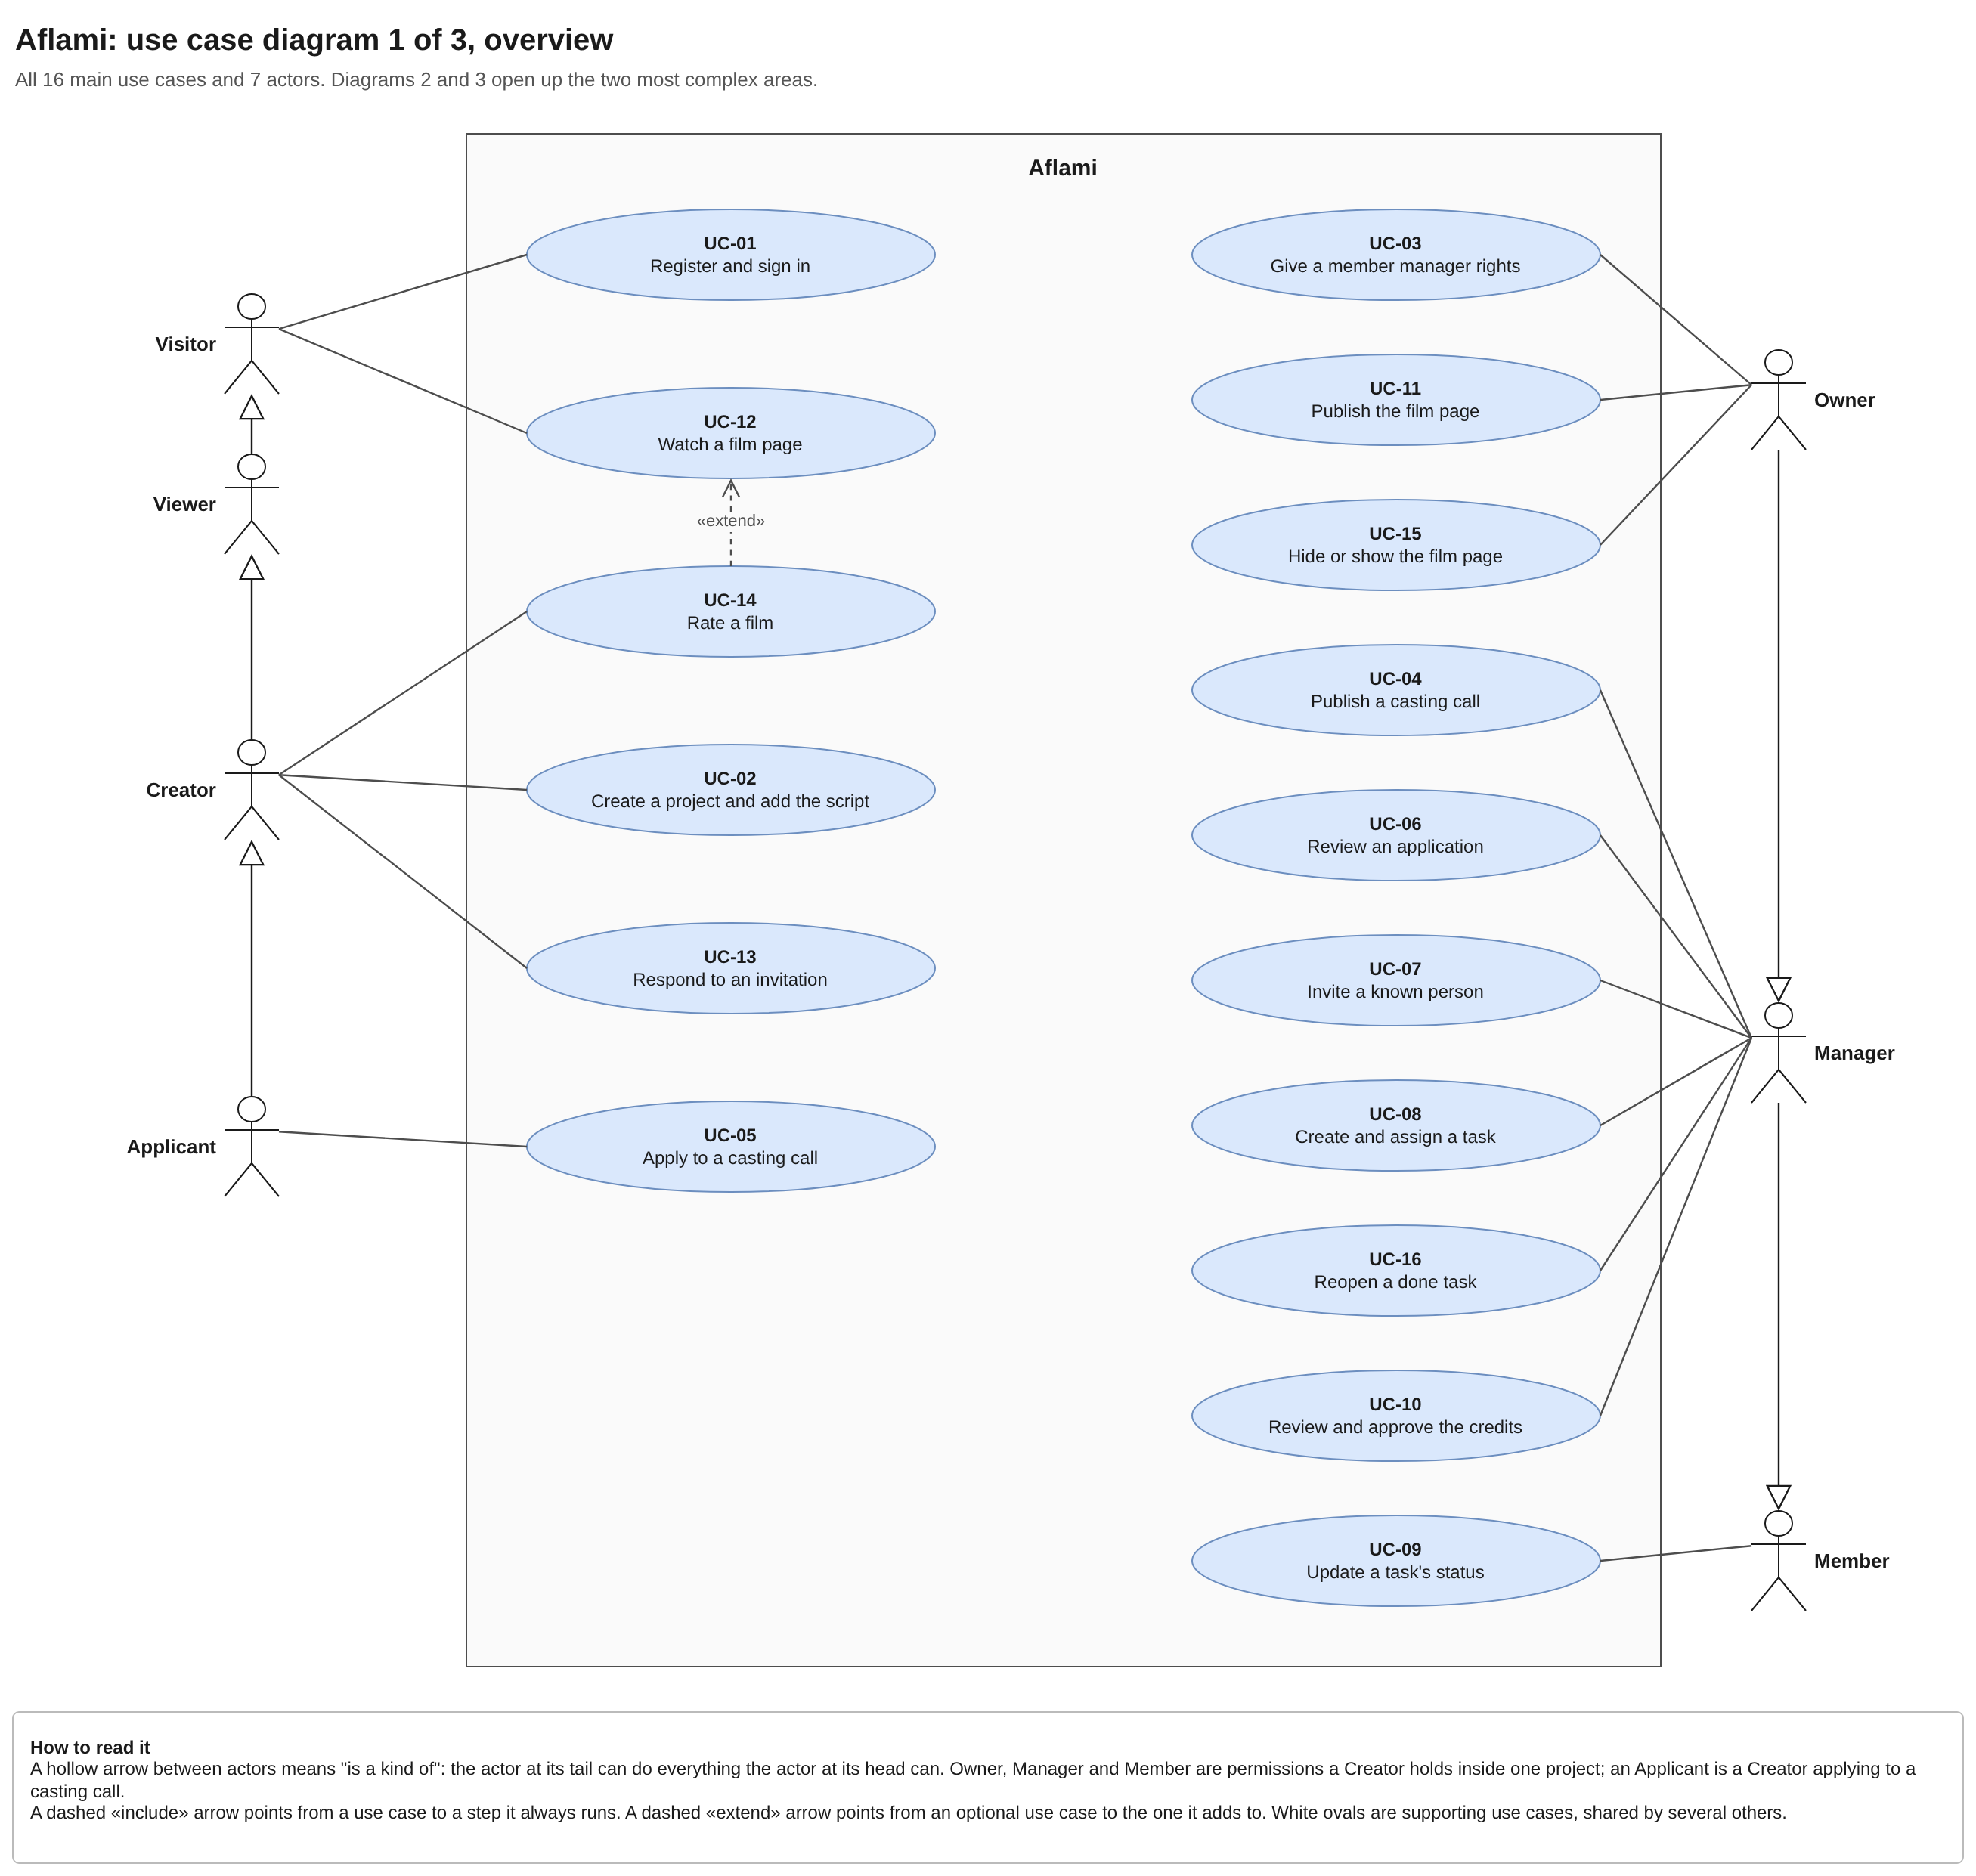 Aflami: use case diagram 1 of 3, overview
All 16 main use cases and 7 actors. Diagrams 2 and 3 open up the two most complex areas.
Aflami
UC-01
Register and sign in
UC-03
Give a member manager rights
Visitor
UC-11
Publish the film page
Owner
UC-12
Watch a film page
Viewer
«extend»
UC-15
Hide or show the film page
UC-14
Rate a film
UC-04
Publish a casting call
Creator
UC-02
Create a project and add the script
UC-06
Review an application
UC-13
Respond to an invitation
UC-07
Invite a known person
Manager
Applicant
UC-05
Apply to a casting call
UC-08
Create and assign a task
UC-16
Reopen a done task
UC-10
Review and approve the credits
UC-09
Update a task's status
Member
How to read it
A hollow arrow between actors means "is a kind of": the actor at its tail can do everything the actor at its head can. Owner, Manager and Member are permissions a Creator holds inside one project; an Applicant is a Creator applying to a
casting call.
A dashed «include» arrow points from a use case to a step it always runs. A dashed «extend» arrow points from an optional use case to the one it adds to. White ovals are supporting use cases, shared by several others.